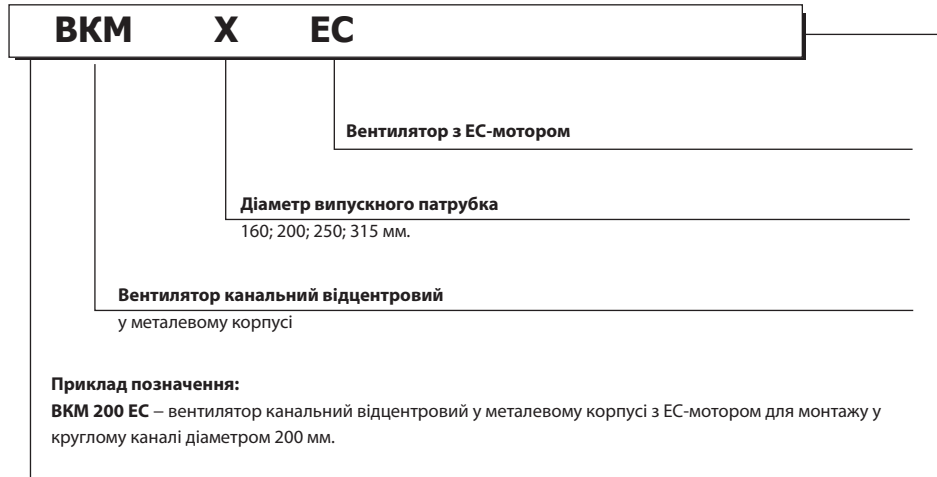 ВКМ Х ЕС
Вентилятор з ЕС-мотором
Діаметр випускного патрубка
160; 200; 250; 315 мм.
Вентилятор канальний відцентровий
у металевому корпусі
Приклад позначення:
ВКМ 200 ЕС – вентилятор канальний відцентровий у металевому корпусі з ЕС-мотором для монтажу у
круглому каналі діаметром 200 мм.